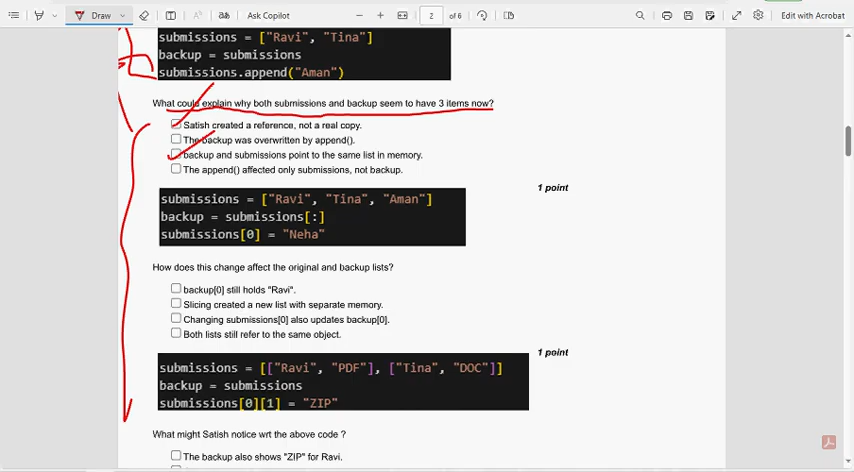 Draw
Ask Copilot
2
of 6
Edit with Acrobat
submissions = ["Ravi", "Tina"]
backup = submissions
submissions.append("Aman")
What could explain why both submissions and backup seem to have 3 items now?
Satish created a reference, not a real copy.
The backup was overwritten by append().
backup and submissions point to the same list in memory.
The append() affected only submissions, not backup.
1 point
submissions = ["Ravi", "Tina", "Aman"]
backup = submissions[:]
submissions[0] = "Neha"
How does this change affect the original and backup lists?
backup[0] still holds "Ravi".
Slicing created a new list with separate memory.
Changing submissions[0] also updates backup[0].
Both lists still refer to the same object.
1 point
submissions = [["Ravi", "PDF"], ["Tina", "DOC"]]
backup = submissions
submissions[0][1] = "ZIP"
What might Satish notice wrt the above code ?
The backup also shows "ZIP" for Ravi.